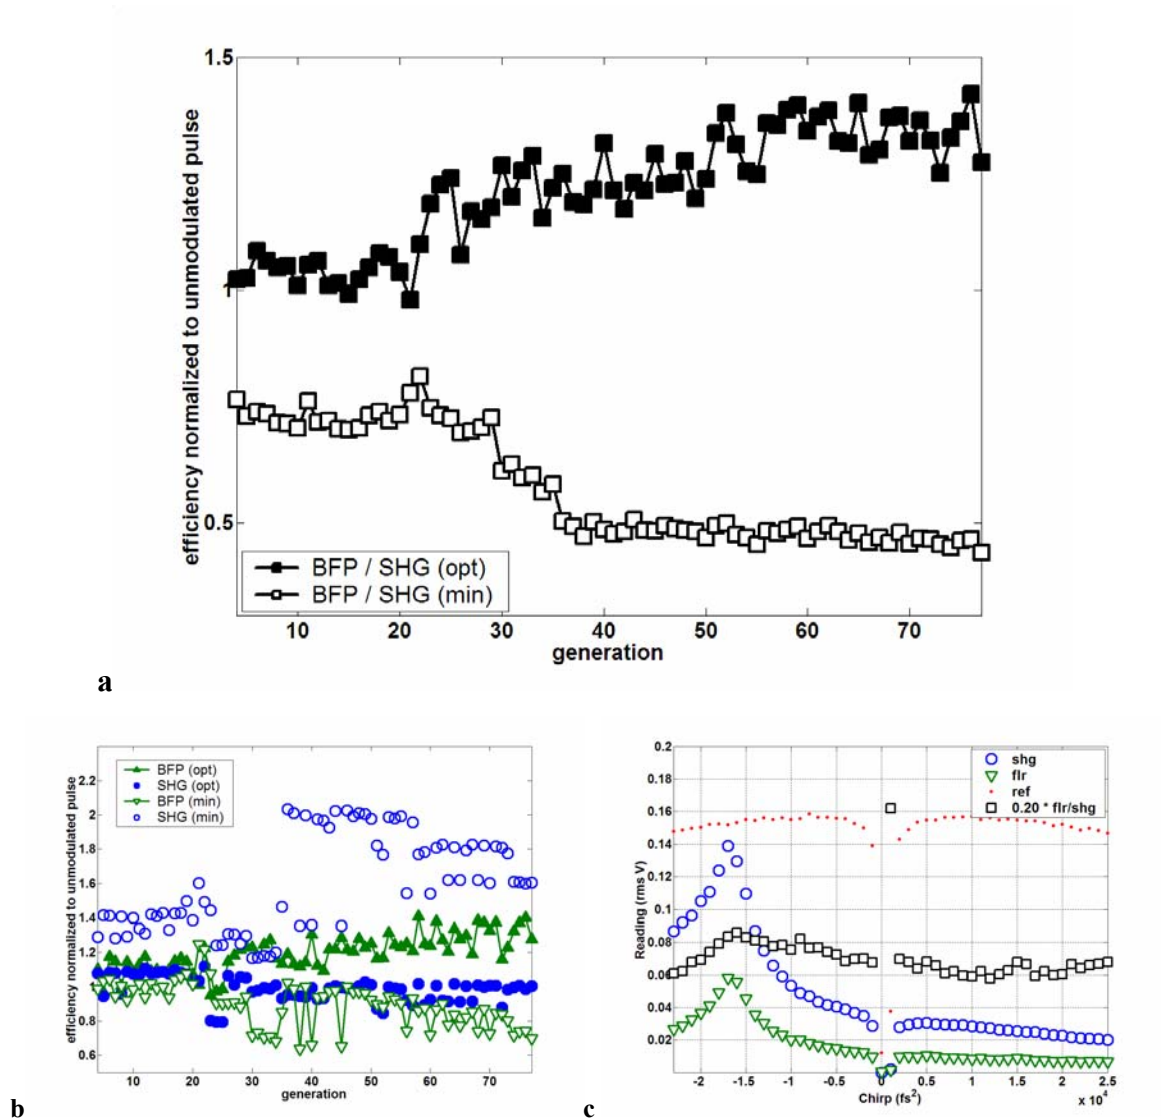 1.5
1
0.5
efficiency normalized to unmodulated pulse
BFP / SHG (opt)
BFP / SHG (min)
10 20 30 40 50 60 70
generation
a
2.2
2
1.8
1.6
1.4
1.2
1
0.8
0.6
efficiency normalized to unmodulated pulse
BFP (opt)
SHG (opt)
BFP (min)
SHG (min)
10 20 30 40 50 60 70
generation
b
0.2
0.18
0.16
0.14
0.12
0.1
0.08
0.06
0.04
0.02
Reading (rms V)
shg
flr
ref
0.20 * flr/shg
-2 -1.5 -1 -0.5 0 0.5 1 1.5 2 2.5
Chirp (fs²)
x 10⁴
c